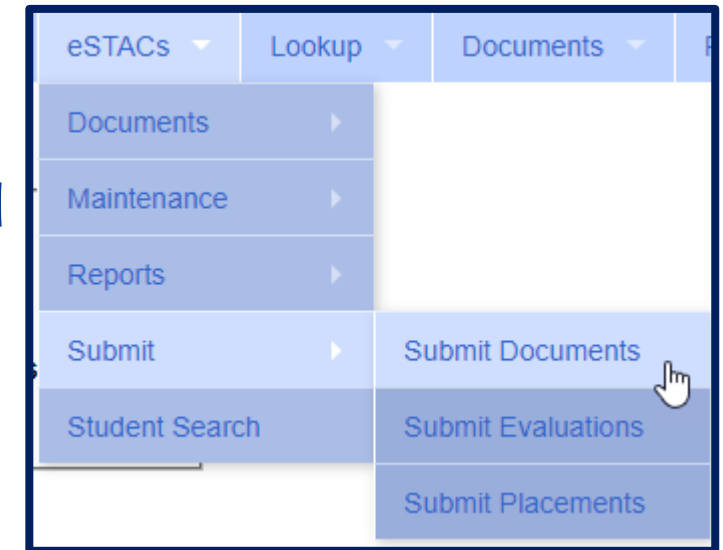 eSTACs Lookup Documents
Documents
Maintenance
Reports
Submit Submit Documents
Student Search Submit Evaluations
Submit Placements